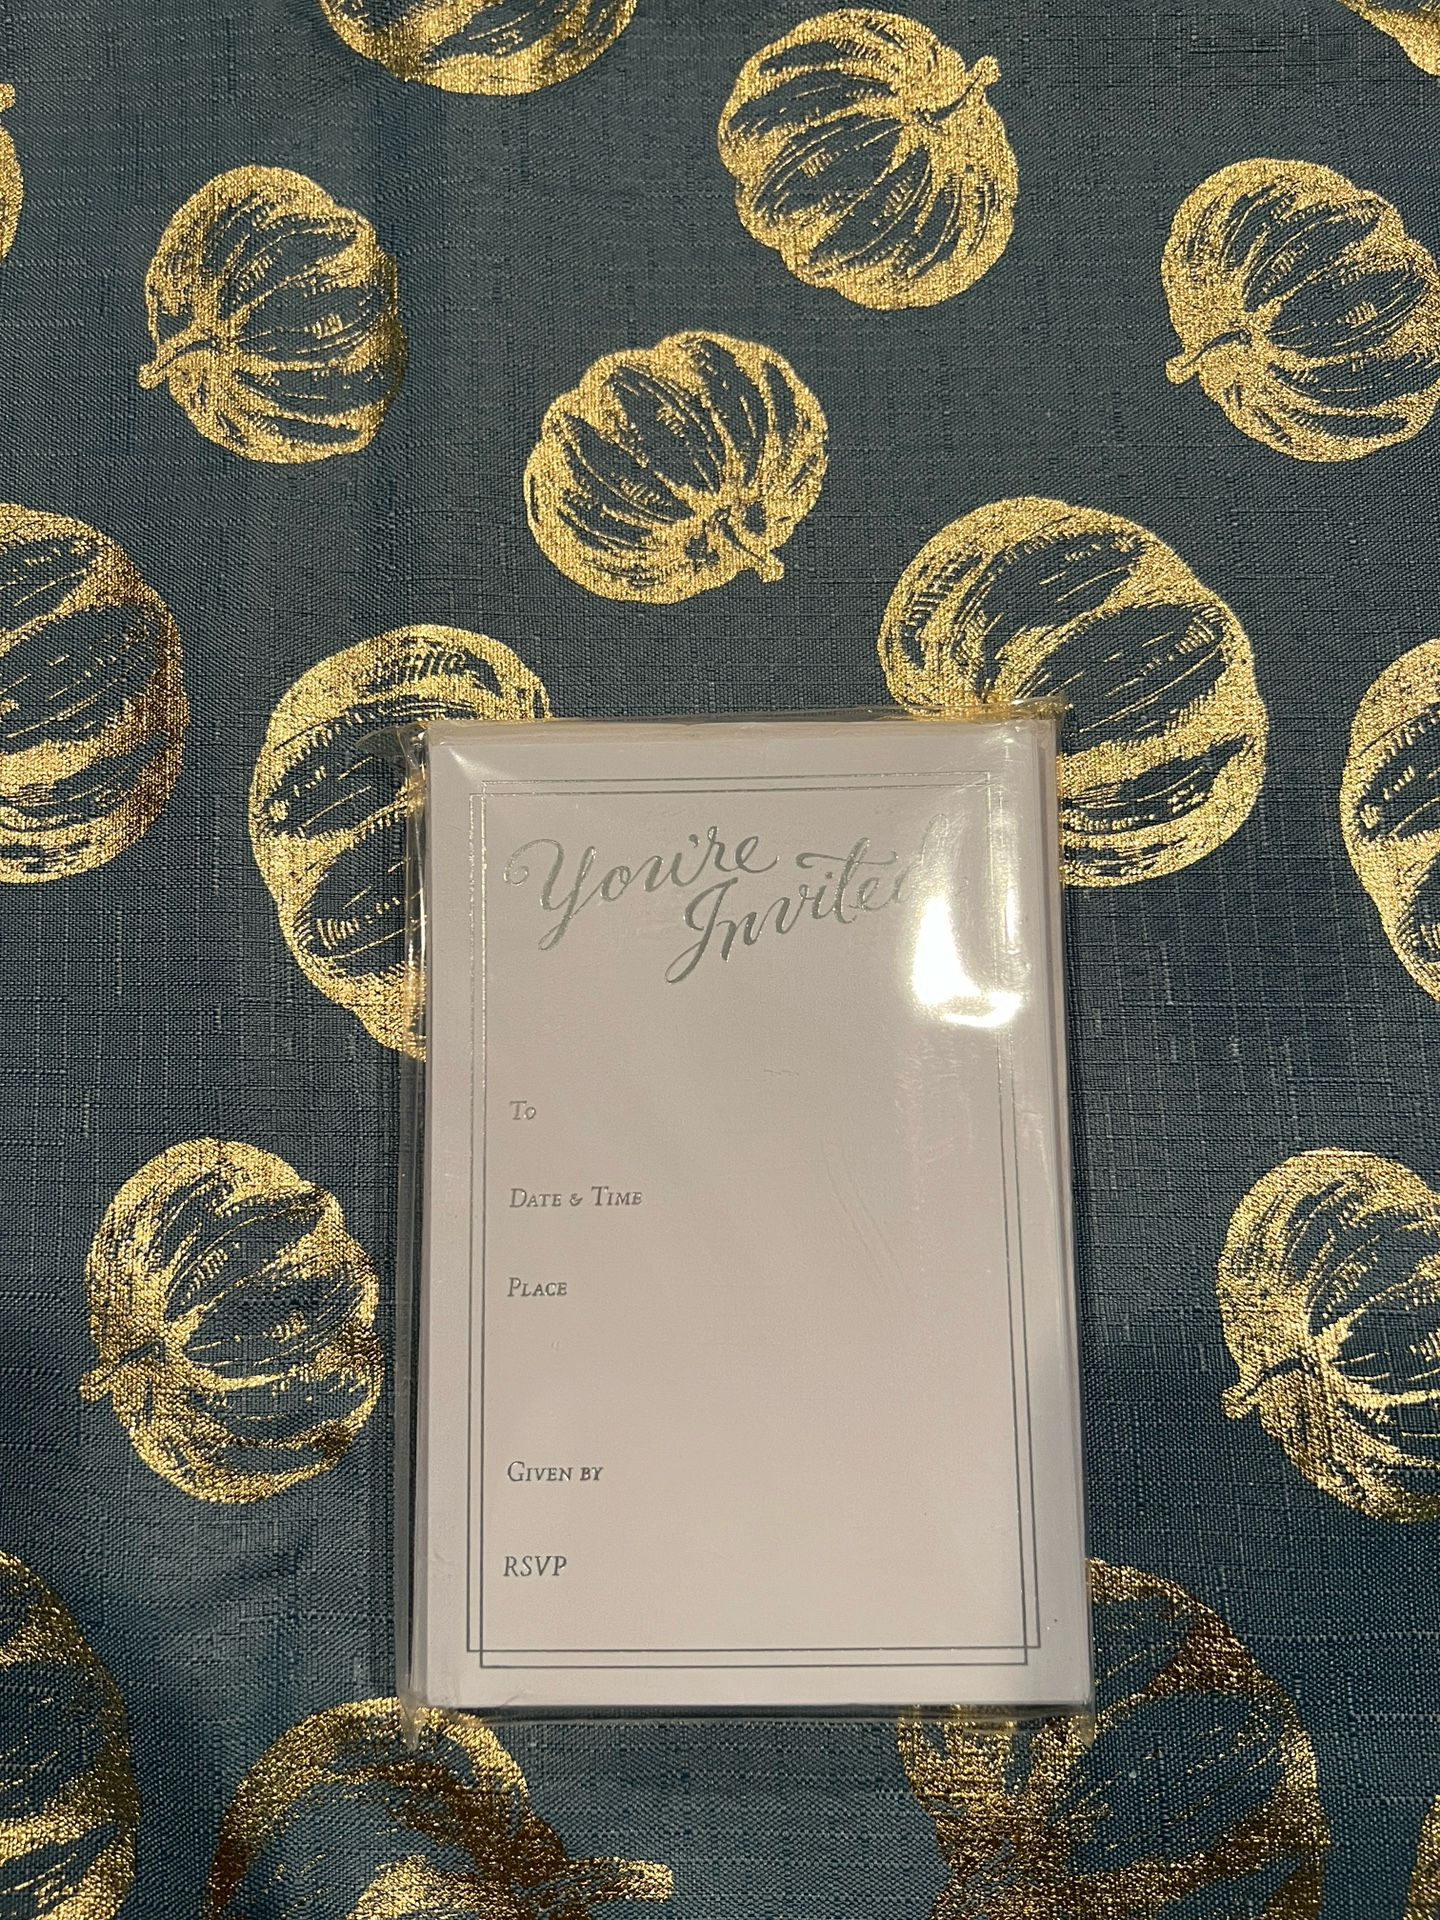 You're
Invited
To
Date & Time
Place
Given by
RSVP